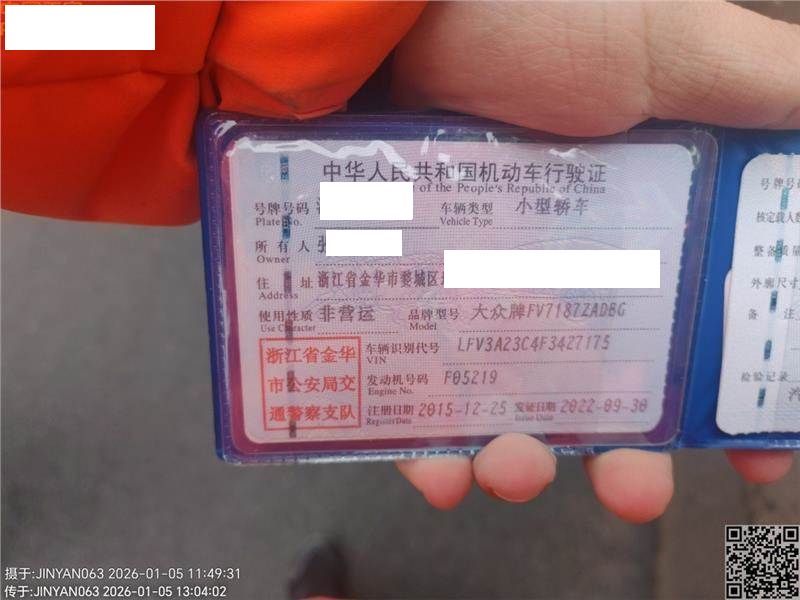 中华人民共和国机动车行驶证
of the People's Republic of China
号牌号码
Plate No.
车辆类型 小型轿车
Vehicle Type
所有人 张
Owner
住址 浙江省金华市婺城区
Address
使用性质 非营运
Use Character
品牌型号 大众牌FV7187ZADBG
Model
浙江省金华
市公安局交
通警察支队
车辆识别代号 LFV3A23C4F3427175
VIN
发动机号码 F05219
Engine No.
注册日期 2015-12-25
Register Date
发证日期 2022-09-30
Issue Date
号牌号码
核定载人数
整备质量
外廓尺寸
备 注
检验记录
摄于:JINYAN063 2026-01-05 11:49:31
传于:JINYAN063 2026-01-05 13:04:02